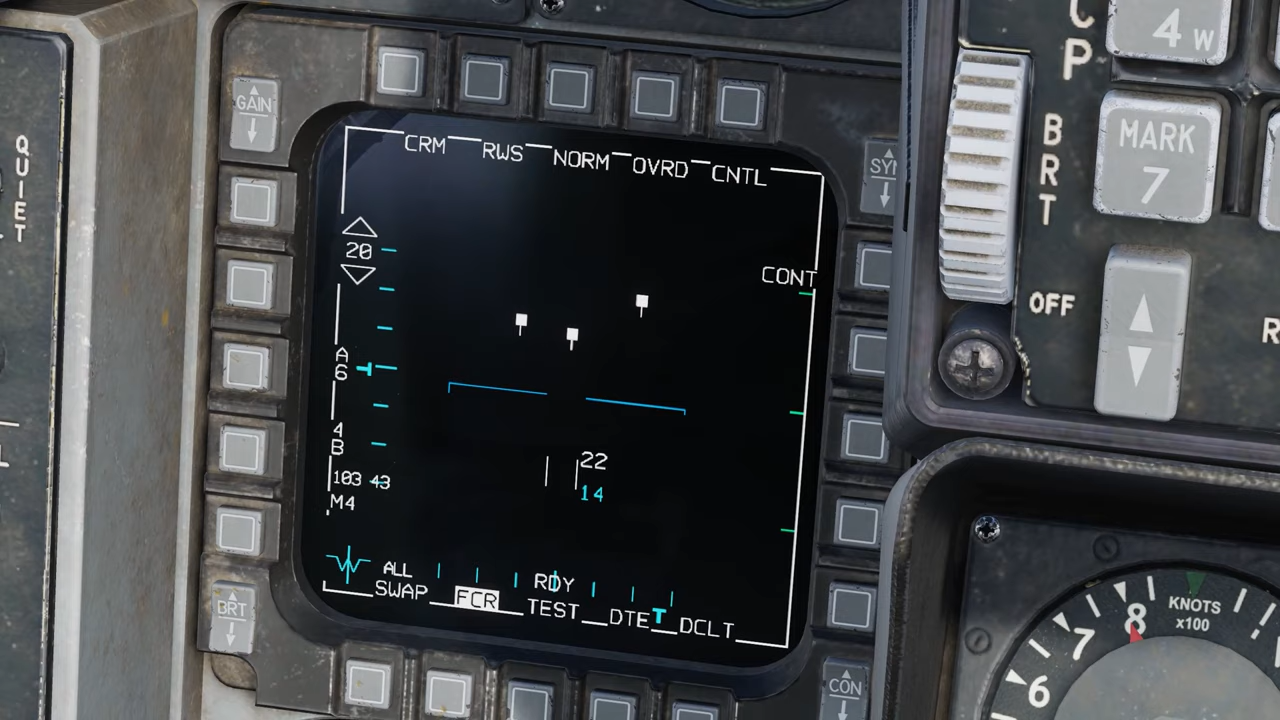 GAIN
CRM RWS NORM OVRD CNTL
SYM
20
CONT
A
6
4
B
22
103 43
14
M4
ALL
RDY
SWAP FCR TEST DTE T DCLT
BRT
CON
QUIET
C
P
4 W
BRT
MARK
7
OFF
R
KNOTS
x100
8
7
6